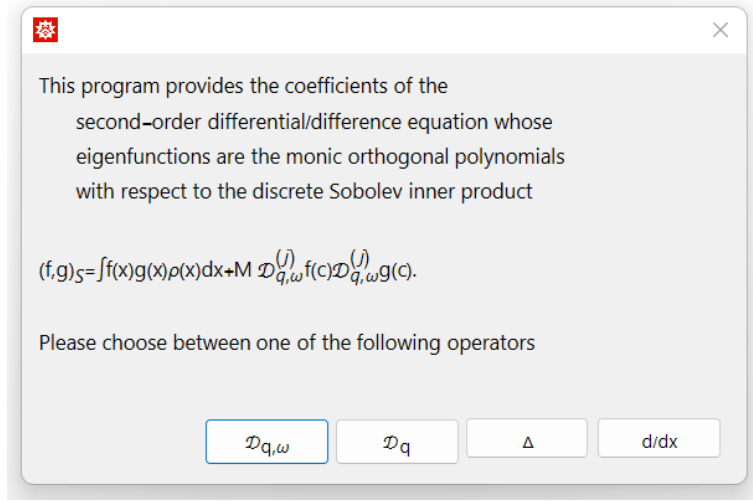 This program provides the coefficients of the
second-order differential/difference equation whose
eigenfunctions are the monic orthogonal polynomials
with respect to the discrete Sobolev inner product
(f,g)S=∫f(x)g(x)ρ(x)dx+M 𝒟q,ω(j)f(c)𝒟q,ω(j)g(c).
Please choose between one of the following operators
𝒟q,ω 𝒟q Δ d/dx